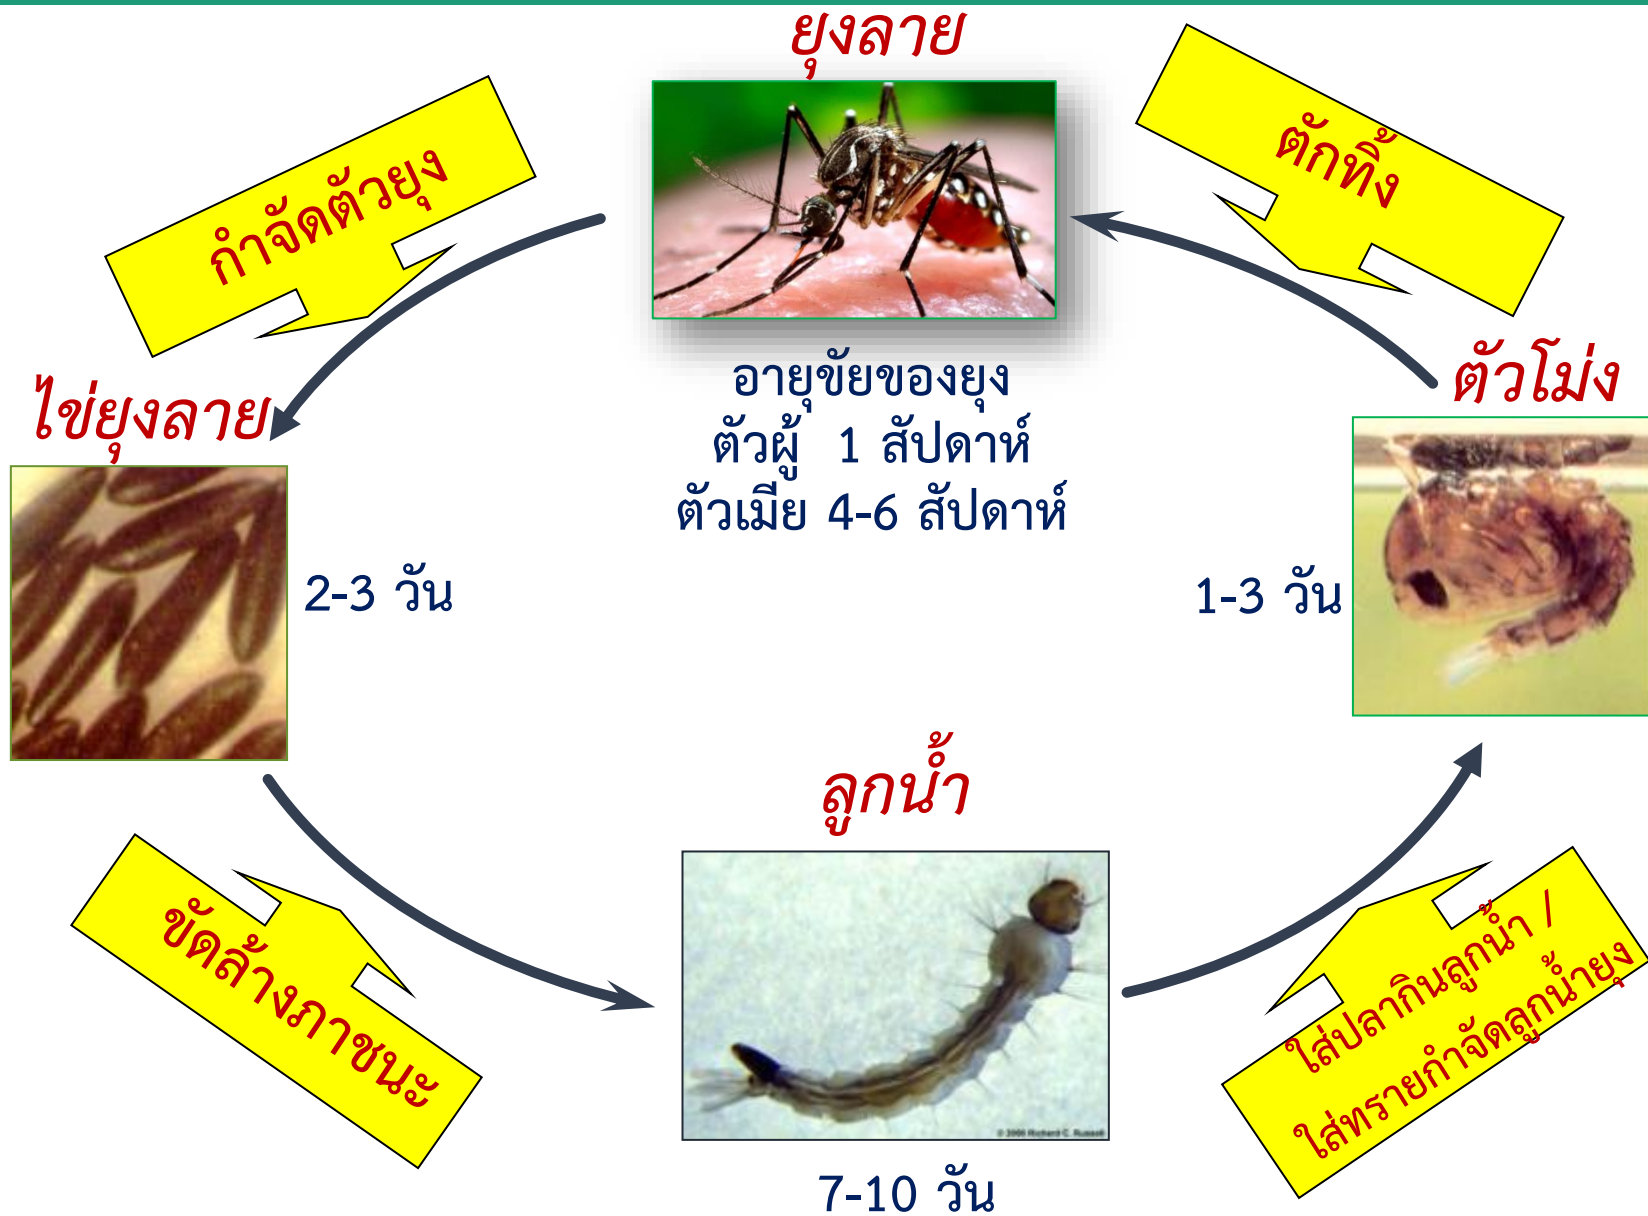 ยุงลาย
กำจัดตัวยุง
ตักทิ้ง
อายุขัยของยุง
ตัวผู้ 1 สัปดาห์
ตัวเมีย 4-6 สัปดาห์
ไข่ยุงลาย
ตัวโม่ง
2-3 วัน
1-3 วัน
ลูกน้ำ
ขัดล้างภาชนะ
ใส่ปลากินลูกน้ำ /
ใส่ทรายกำจัดลูกน้ำยุง
© 2000 Richard C. Russell
7-10 วัน